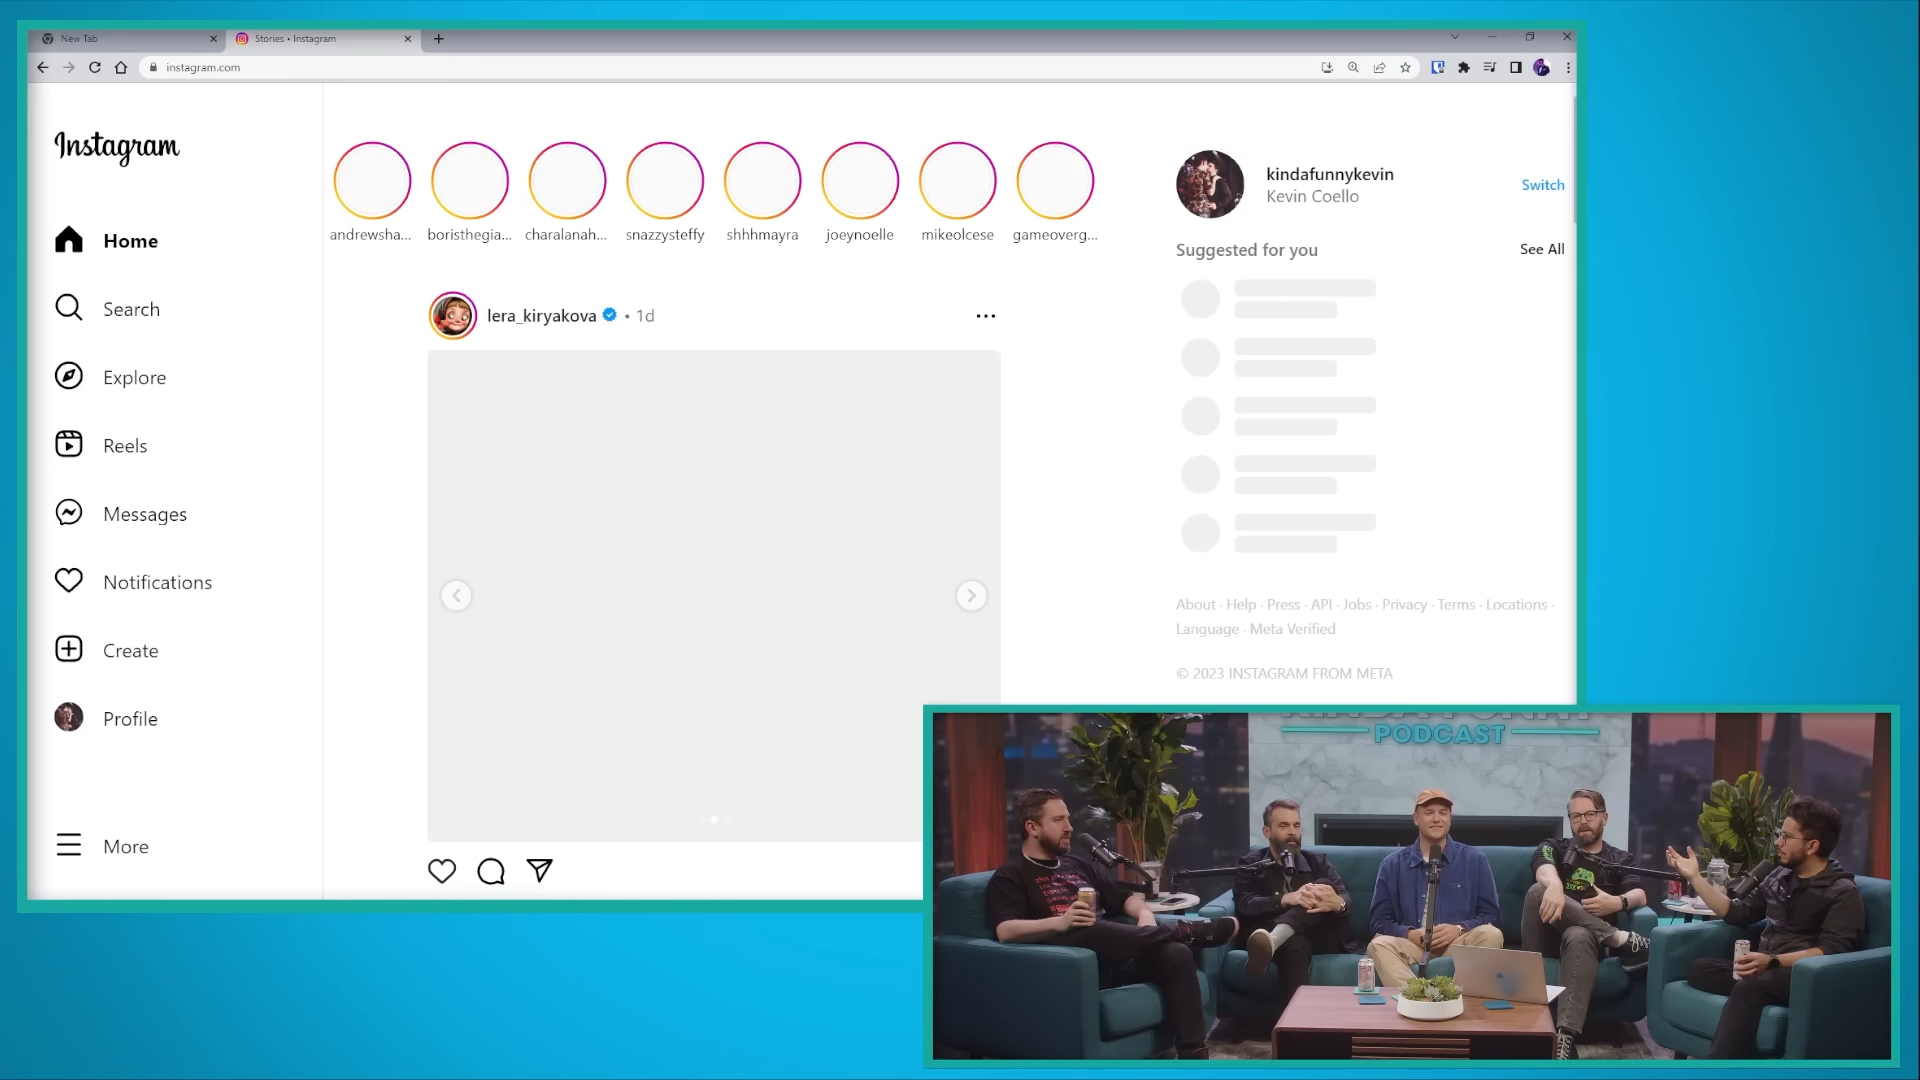 New Tab
Stories • Instagram
instagram.com
Instagram
Home
Search
Explore
Reels
Messages
Notifications
Create
Profile
More
andrewsha...
boristhegia...
charalanah...
snazzysteffy
shhhmayra
joeynoelle
mikeolcese
gameoverg...
lera_kiryakova • 1d
kindafunnykevin
Kevin Coello
Switch
Suggested for you
See All
About · Help · Press · API · Jobs · Privacy · Terms · Locations ·
Language · Meta Verified
© 2023 INSTAGRAM FROM META
PODCAST